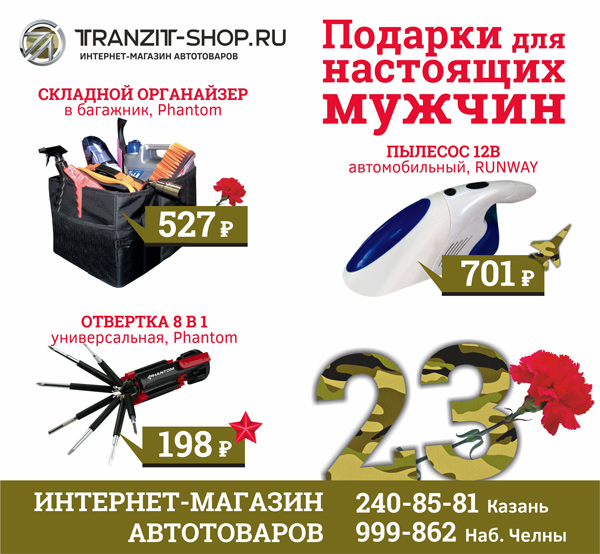 TRANZIT-SHOP.RU
ИНТЕРНЕТ-МАГАЗИН АВТОТОВАРОВ
Подарки для
настоящих
мужчин
СКЛАДНОЙ ОРГАНАЙЗЕР
в багажник, Phantom
527 ₽
ПЫЛЕСОС 12В
автомобильный, RUNWAY
701 ₽
ОТВЕРТКА 8 В 1
универсальная, Phantom
PHANTOM
198 ₽
23
ИНТЕРНЕТ-МАГАЗИН
АВТОТОВАРОВ
240-85-81 Казань
999-862 Наб. Челны